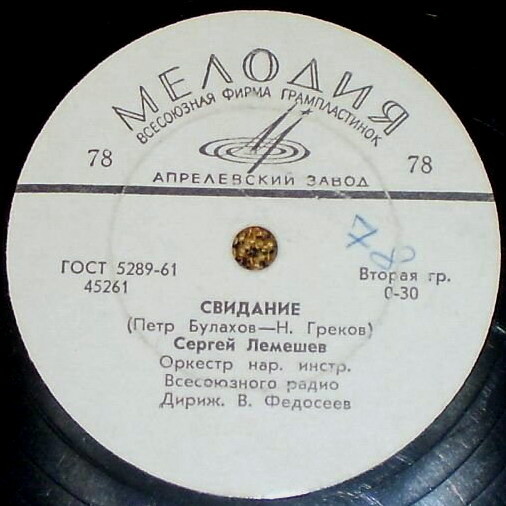 МЕЛОДИЯ
ВСЕСОЮЗНАЯ ФИРМА ГРАМПЛАСТИНОК
78 78
АПРЕЛЕВСКИЙ ЗАВОД
78
ГОСТ 5289-61 Вторая гр.
45261 0-30
СВИДАНИЕ
(Петр Булахов—Н. Греков)
Сергей Лемешев
Оркестр нар. инстр.
Всесоюзного радио
Дириж. В. Федосеев